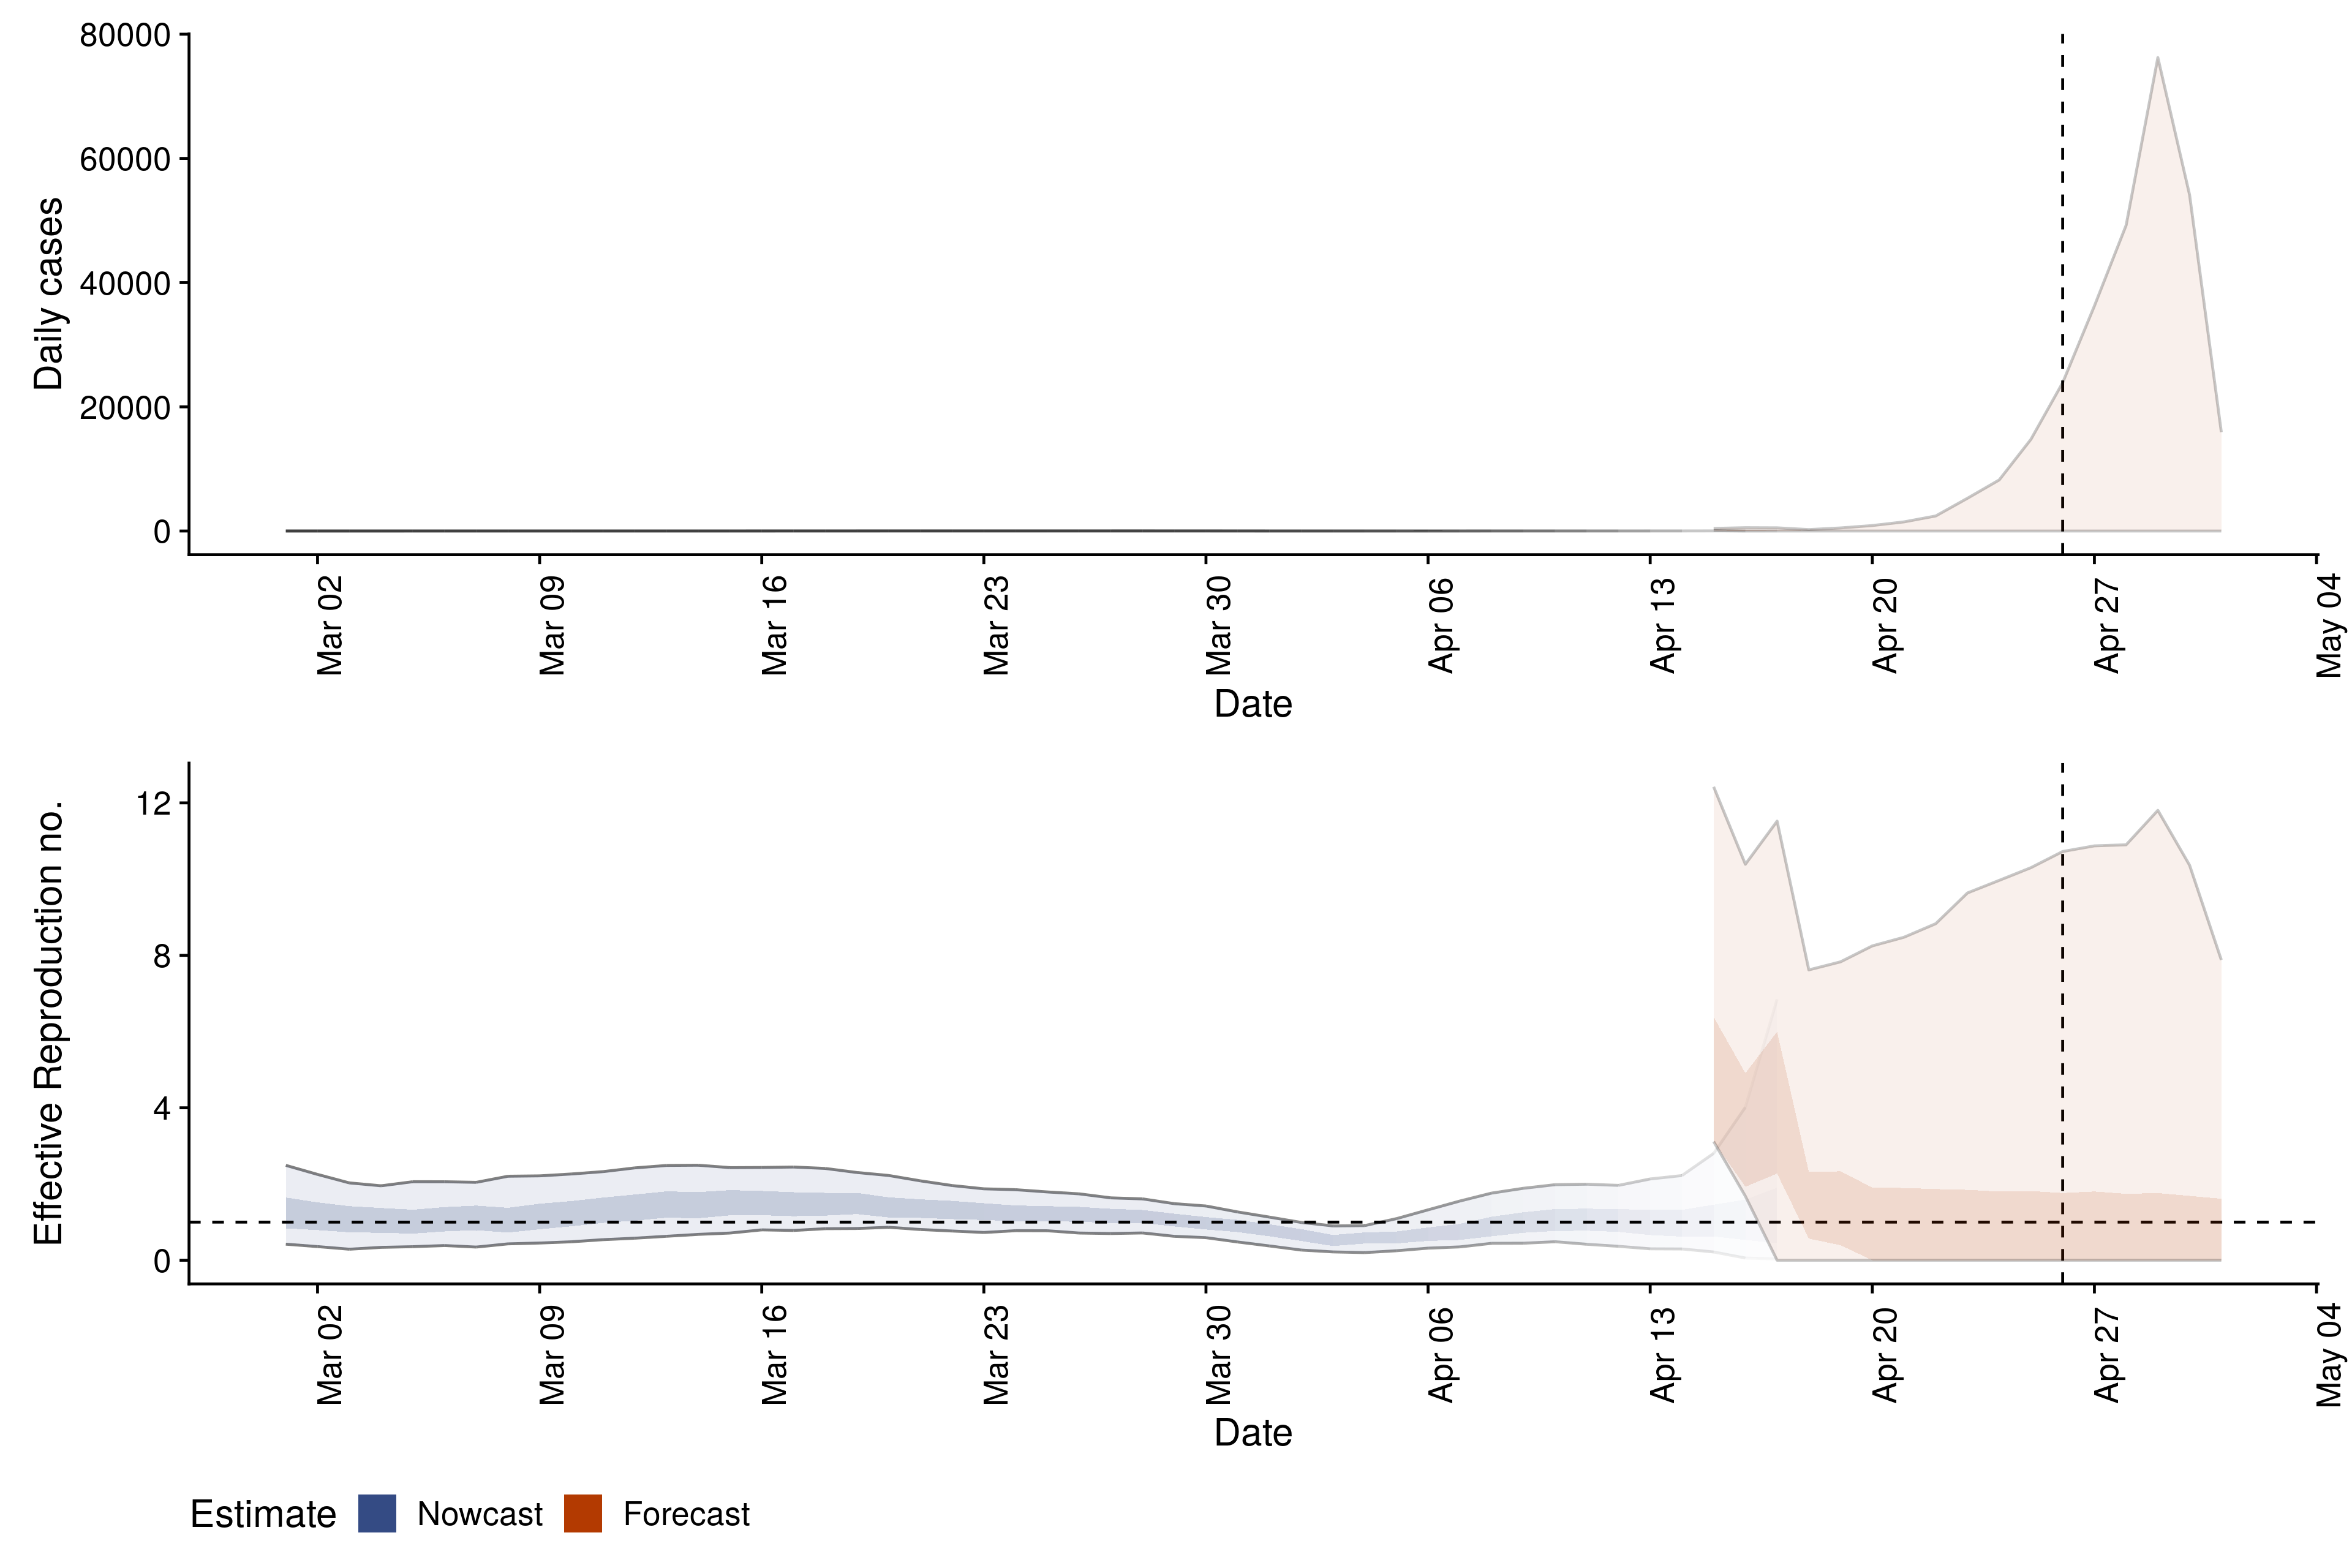 80000
60000
40000
20000
0
Daily cases
Mar 02
Mar 09
Mar 16
Mar 23
Mar 30
Apr 06
Apr 13
Apr 20
Apr 27
May 04
Date
12
8
4
0
Effective Reproduction no.
Mar 02
Mar 09
Mar 16
Mar 23
Mar 30
Apr 06
Apr 13
Apr 20
Apr 27
May 04
Date
Estimate Nowcast Forecast